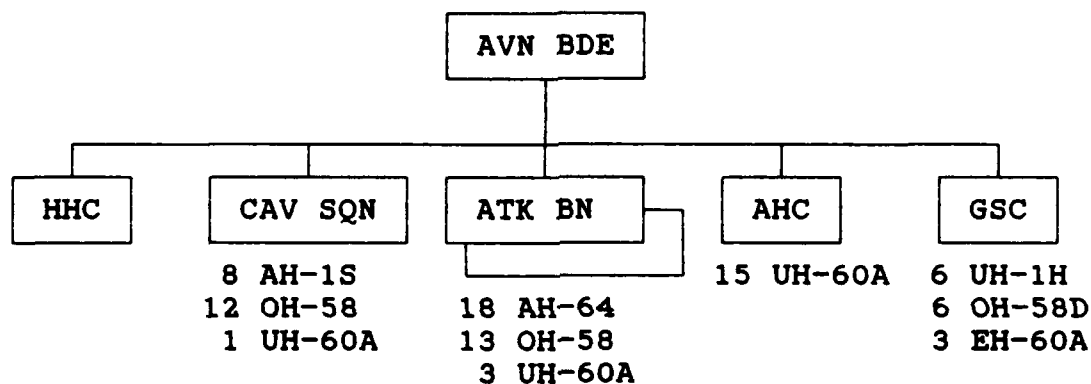 AVN BDE
HHC
CAV SQN
ATK BN
AHC
GSC
8 AH-1S
12 OH-58
1 UH-60A
18 AH-64
13 OH-58
3 UH-60A
15 UH-60A
6 UH-1H
6 OH-58D
3 EH-60A